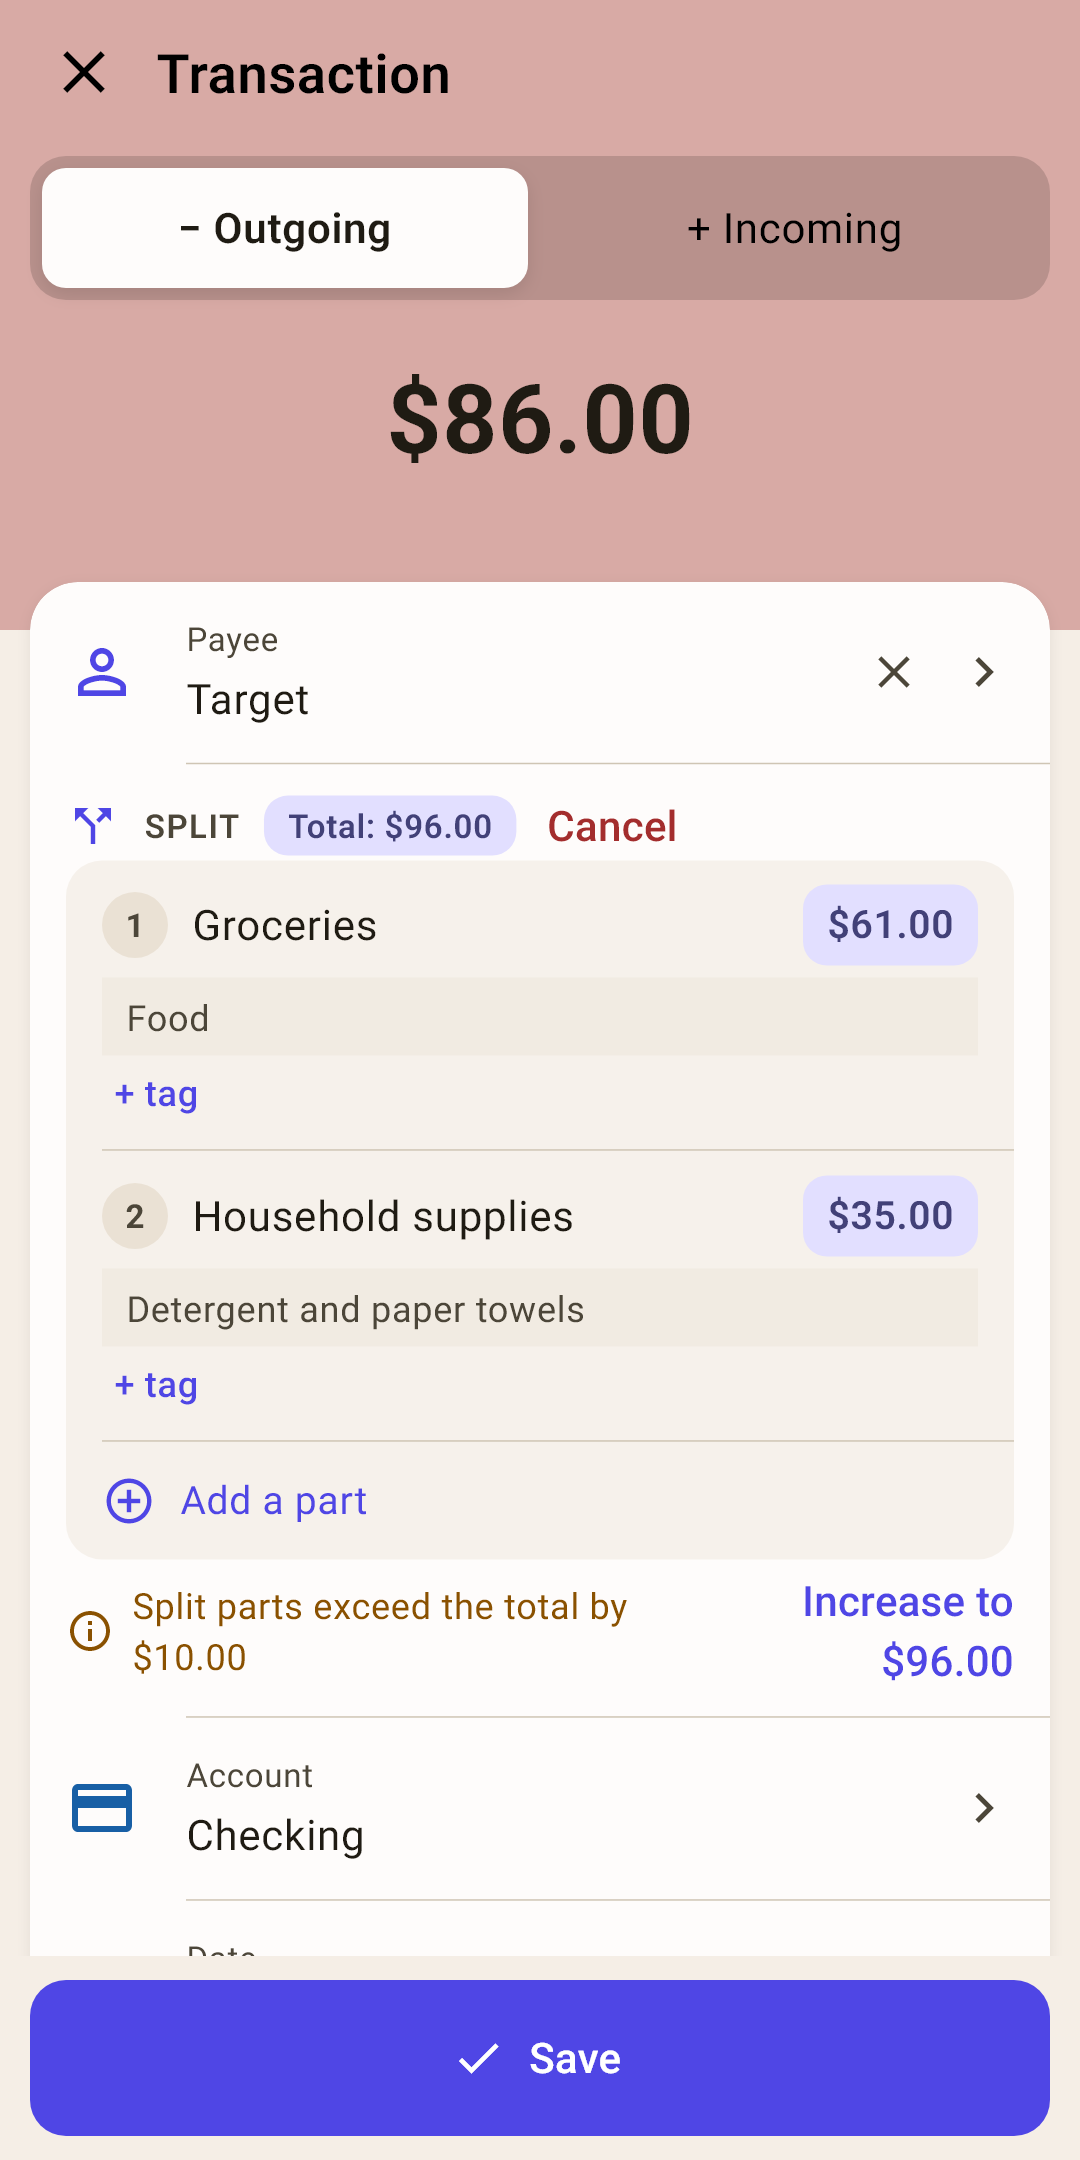 Transaction
− Outgoing
+ Incoming
$86.00
Payee
Target
SPLIT
Total: $96.00
Cancel
1
Groceries
$61.00
Food
+ tag
2
Household supplies
$35.00
Detergent and paper towels
+ tag
Add a part
Split parts exceed the total by
$10.00
Increase to
$96.00
Account
Checking
Date
Save